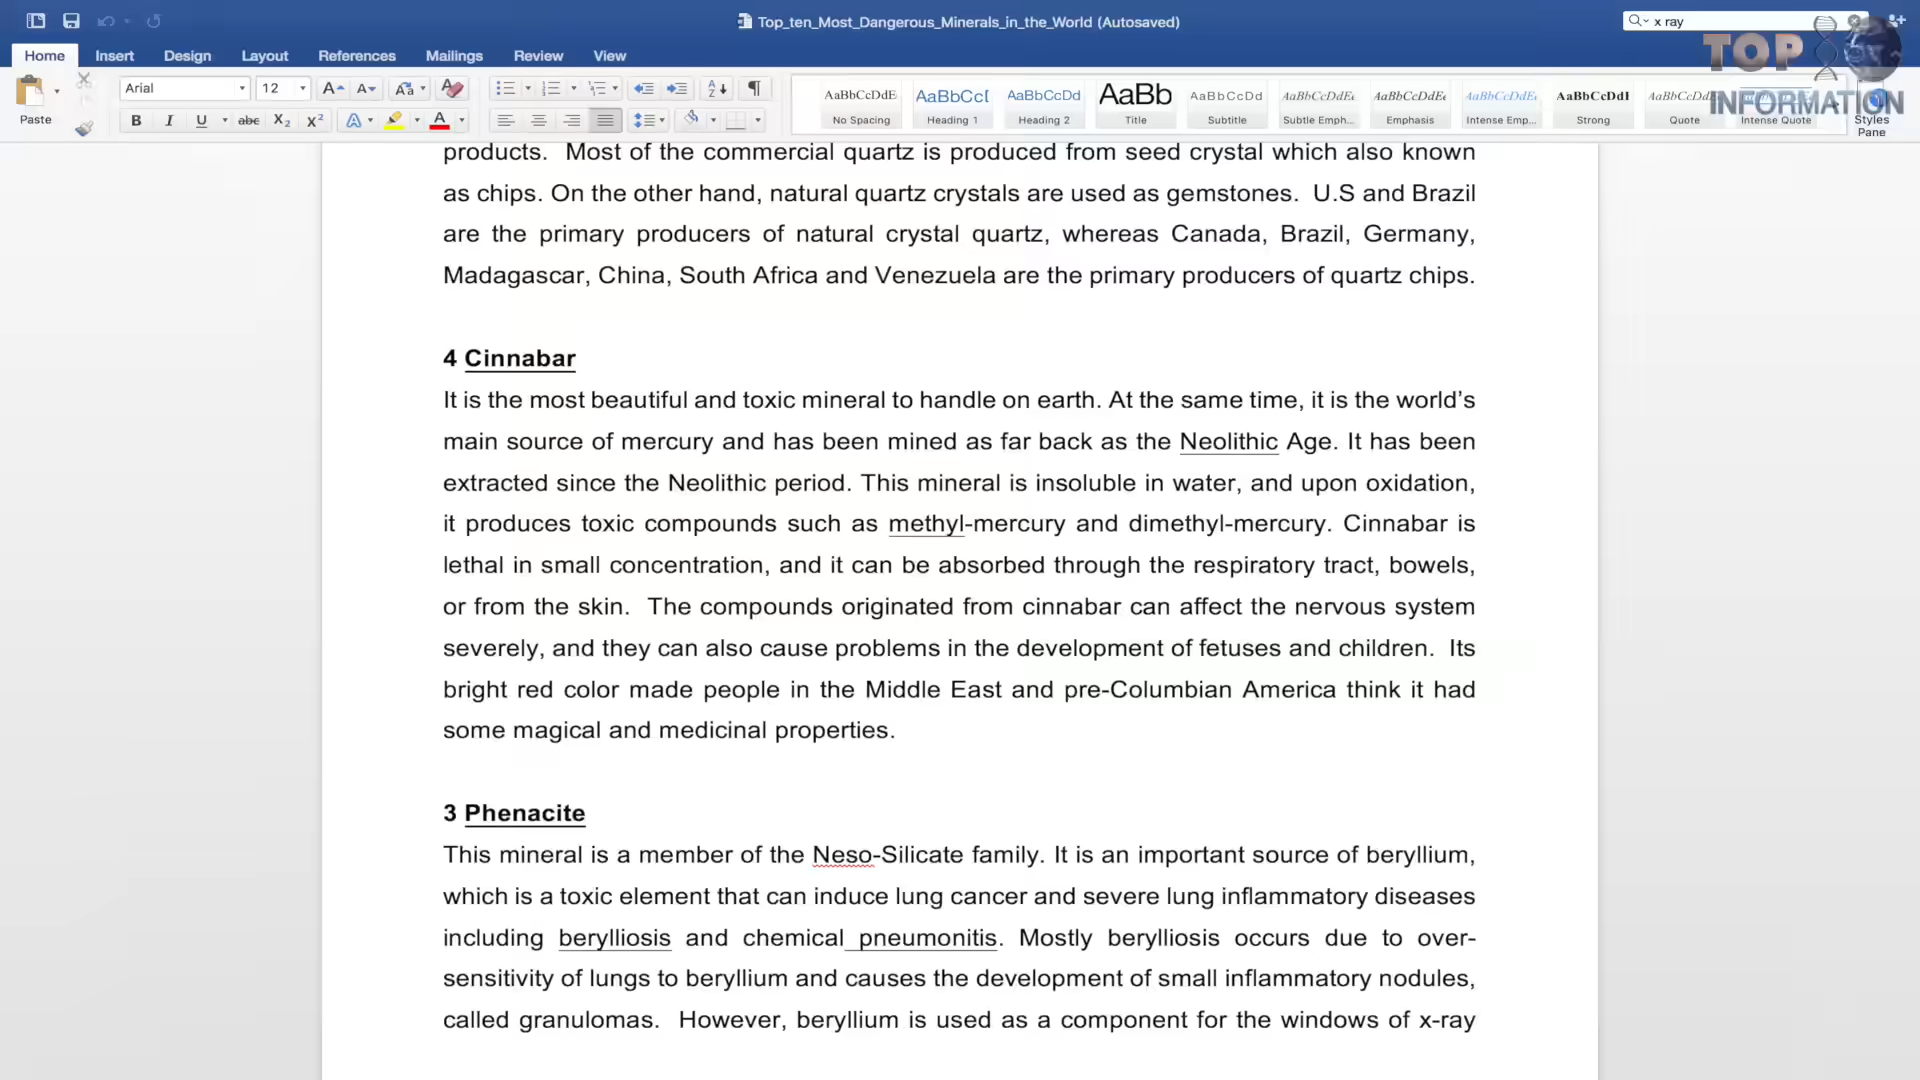 Top_ten_Most_Dangerous_Minerals_in_the_World (Autosaved)
x ray
TOP
INFORMATION
Home Insert Design Layout References Mailings Review View
Paste
Arial 12
B I U abc X₂ X²
AaBbCcDdE AaBbCcI AaBbCcDd AaBb AaBbCcDd AaBbCcDdEe AaBbCcDdEe AaBbCcDdEe AaBbCcDdI
No Spacing Heading 1 Heading 2 Title Subtitle Subtle Emph... Emphasis Intense Emp... Strong Quote Intense Quote
Styles
Pane
products. Most of the commercial quartz is produced from seed crystal which also known
as chips. On the other hand, natural quartz crystals are used as gemstones. U.S and Brazil
are the primary producers of natural crystal quartz, whereas Canada, Brazil, Germany,
Madagascar, China, South Africa and Venezuela are the primary producers of quartz chips.
4 Cinnabar
It is the most beautiful and toxic mineral to handle on earth. At the same time, it is the world’s
main source of mercury and has been mined as far back as the Neolithic Age. It has been
extracted since the Neolithic period. This mineral is insoluble in water, and upon oxidation,
it produces toxic compounds such as methyl-mercury and dimethyl-mercury. Cinnabar is
lethal in small concentration, and it can be absorbed through the respiratory tract, bowels,
or from the skin. The compounds originated from cinnabar can affect the nervous system
severely, and they can also cause problems in the development of fetuses and children. Its
bright red color made people in the Middle East and pre-Columbian America think it had
some magical and medicinal properties.
3 Phenacite
This mineral is a member of the Neso-Silicate family. It is an important source of beryllium,
which is a toxic element that can induce lung cancer and severe lung inflammatory diseases
including berylliosis and chemical pneumonitis. Mostly berylliosis occurs due to over-
sensitivity of lungs to beryllium and causes the development of small inflammatory nodules,
called granulomas. However, beryllium is used as a component for the windows of x-ray